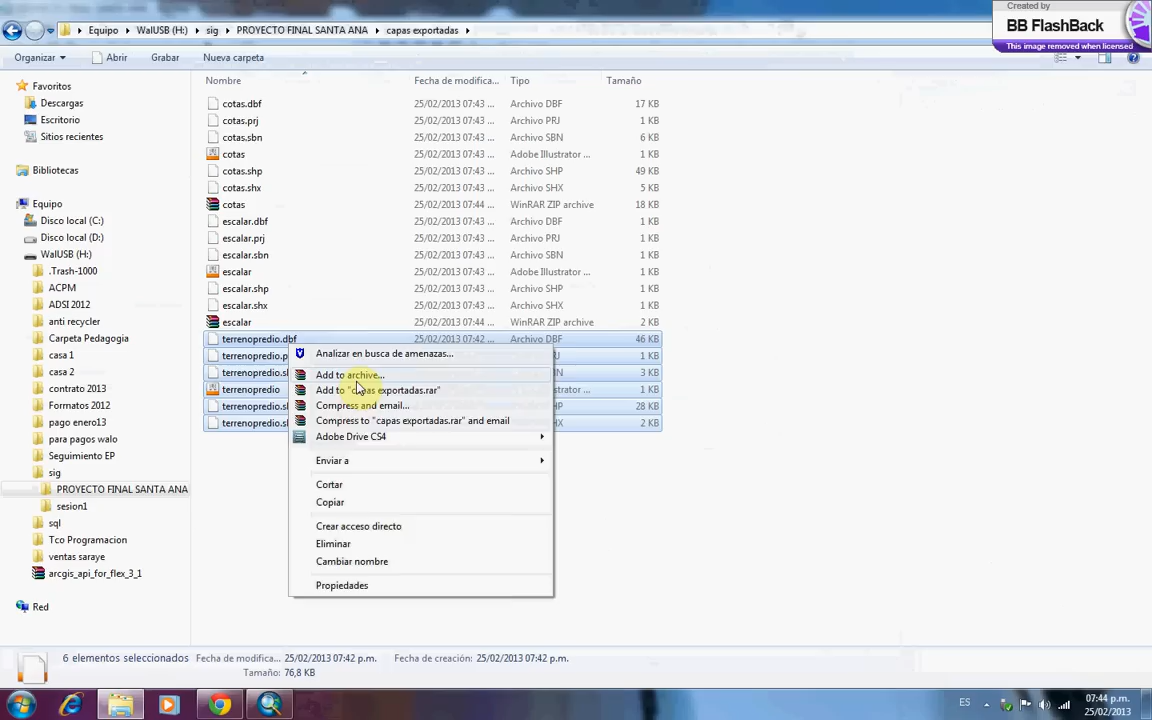 Created by
BB FlashBack
This image removed when licensed
Equipo WalUSB (H:) sig PROYECTO FINAL SANTA ANA capas exportadas
Organizar Abrir Grabar Nueva carpeta
Nombre Fecha de modifica... Tipo Tamaño
Favoritos
Descargas
Escritorio
Sitios recientes
Bibliotecas
Equipo
Disco local (C:)
Disco local (D:)
WalUSB (H:)
.Trash-1000
ACPM
ADSI 2012
anti recycler
Carpeta Pedagogia
casa 1
casa 2
contrato 2013
Formatos 2012
pago enero13
para pagos walo
Seguimiento EP
sig
PROYECTO FINAL SANTA ANA
sesion1
sql
Tco Programacion
ventas saraye
arcgis_api_for_flex_3_1
Red
cotas.dbf 25/02/2013 07:43 ... Archivo DBF 17 KB
cotas.prj 25/02/2013 07:43 ... Archivo PRJ 1 KB
cotas.sbn 25/02/2013 07:43 ... Archivo SBN 6 KB
cotas 25/02/2013 07:43 ... Adobe Illustrator ... 1 KB
cotas.shp 25/02/2013 07:43 ... Archivo SHP 49 KB
cotas.shx 25/02/2013 07:43 ... Archivo SHX 5 KB
cotas 25/02/2013 07:44 ... WinRAR ZIP archive 18 KB
escalar.dbf 25/02/2013 07:43 ... Archivo DBF 1 KB
escalar.prj 25/02/2013 07:43 ... Archivo PRJ 1 KB
escalar.sbn 25/02/2013 07:43 ... Archivo SBN 1 KB
escalar 25/02/2013 07:43 ... Adobe Illustrator ... 1 KB
escalar.shp 25/02/2013 07:43 ... Archivo SHP 1 KB
escalar.shx 25/02/2013 07:43 ... Archivo SHX 1 KB
escalar 25/02/2013 07:44 ... WinRAR ZIP archive 2 KB
terrenopredio.dbf 25/02/2013 07:42 ... Archivo DBF 46 KB
terrenopredio.p RJ 1 KB
terrenopredio.sl BN 3 KB
terrenopredio strator ... 1 KB
terrenopredio.sl HP 28 KB
terrenopredio.sl HX 2 KB
Analizar en busca de amenazas...
Add to archive...
Add to "capas exportadas.rar"
Compress and email...
Compress to "capas exportadas.rar" and email
Adobe Drive CS4
Enviar a
Cortar
Copiar
Crear acceso directo
Eliminar
Cambiar nombre
Propiedades
6 elementos seleccionados Fecha de modifica... 25/02/2013 07:42 p.m. Fecha de creación: 25/02/2013 07:42 p.m.
Tamaño: 76,8 KB
ES 07:44 p.m.
25/02/2013